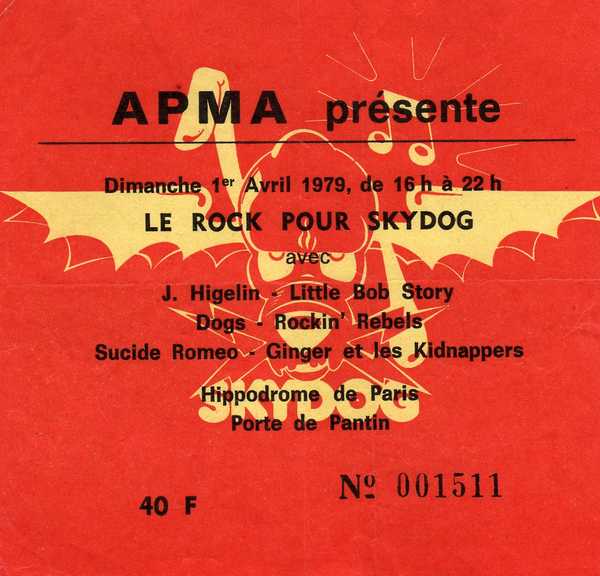 APMA présente
Dimanche 1er Avril 1979, de 16 h à 22 h
LE ROCK POUR SKYDOG
avec
J. Higelin - Little Bob Story
Dogs - Rockin' Rebels
Sucide Romeo - Ginger et les Kidnappers
Hippodrome de Paris
SKYDOG
Porte de Pantin
40 F
Nº 001511